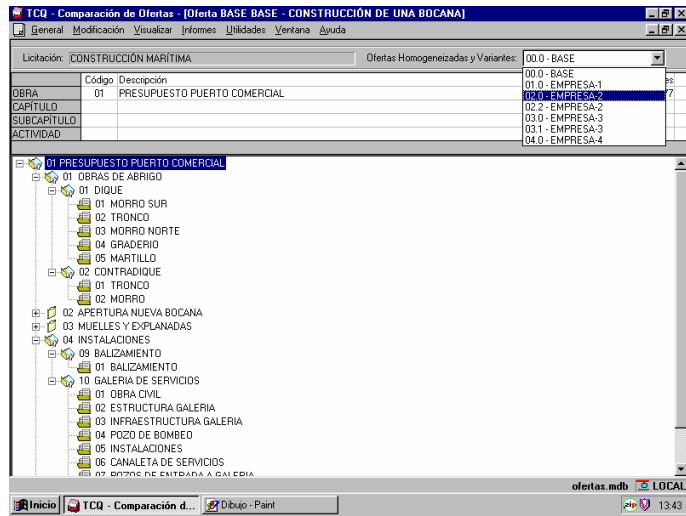 TCQ - Comparación de Ofertas - [Oferta BASE BASE - CONSTRUCCIÓN DE UNA BOCANA]
General Modificación Visualizar Informes Utilidades Ventana Ayuda
Licitación: CONSTRUCCIÓN MARÍTIMA Ofertas Homogeneizadas y Variantes: 00.0 - BASE
00.0 - BASE
01.0 - EMPRESA-1
02.0 - EMPRESA-2
02.2 - EMPRESA-2
03.0 - EMPRESA-3
03.1 - EMPRESA-3
04.0 - EMPRESA-4
Código Descripción
OBRA 01 PRESUPUESTO PUERTO COMERCIAL
CAPÍTULO
SUBCAPÍTULO
ACTIVIDAD
01 PRESUPUESTO PUERTO COMERCIAL
01 OBRAS DE ABRIGO
01 DIQUE
01 MORRO SUR
02 TRONCO
03 MORRO NORTE
04 GRADERIO
05 MARTILLO
02 CONTRADIQUE
01 TRONCO
02 MORRO
02 APERTURA NUEVA BOCANA
03 MUELLES Y EXPLANADAS
04 INSTALACIONES
09 BALIZAMIENTO
01 BALIZAMIENTO
10 GALERIA DE SERVICIOS
01 OBRA CIVIL
02 ESTRUCTURA GALERIA
03 INFRAESTRUCTURA GALERIA
04 POZO DE BOMBEO
05 INSTALACIONES
06 CANALETA DE SERVICIOS
07 POZOS DE ENTRADA A GALERIA
ofertas.mdb LOCAL
Inicio TCQ - Comparación d... Dibujo - Paint 13:43